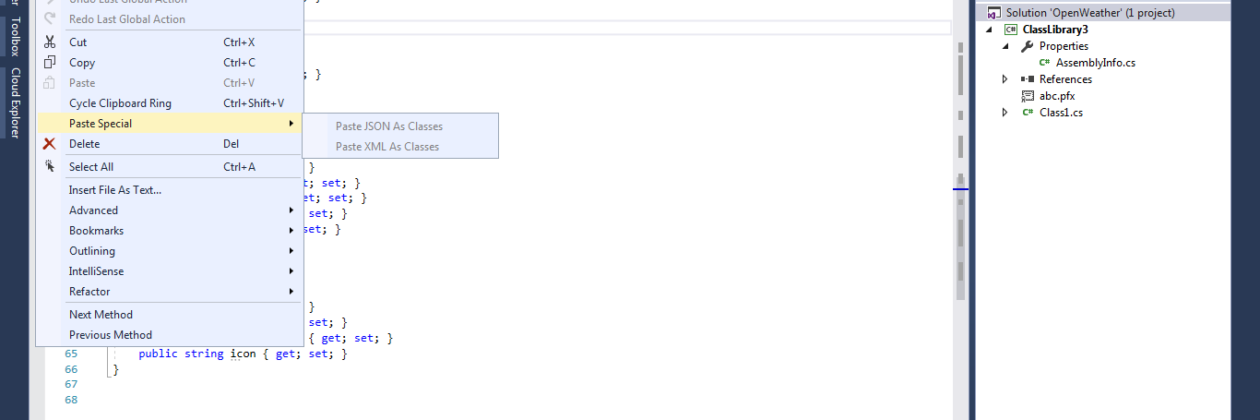 Undo Last Global Action
Redo Last Global Action
Cut Ctrl+X
Copy Ctrl+C
Paste Ctrl+V
Cycle Clipboard Ring Ctrl+Shift+V
Paste Special
Paste JSON As Classes
Paste XML As Classes
Delete Del
Select All Ctrl+A
Insert File As Text...
Advanced
Bookmarks
Outlining
IntelliSense
Refactor
Next Method
Previous Method
}
; }
}
; set; }
et; set; }
set; }
set; }
}
set; }
{ get; set; }
65 public string icon { get; set; }
66 }
67
68
Toolbox
Cloud Explorer
Solution 'OpenWeather' (1 project)
C# ClassLibrary3
Properties
C# AssemblyInfo.cs
References
abc.pfx
C# Class1.cs